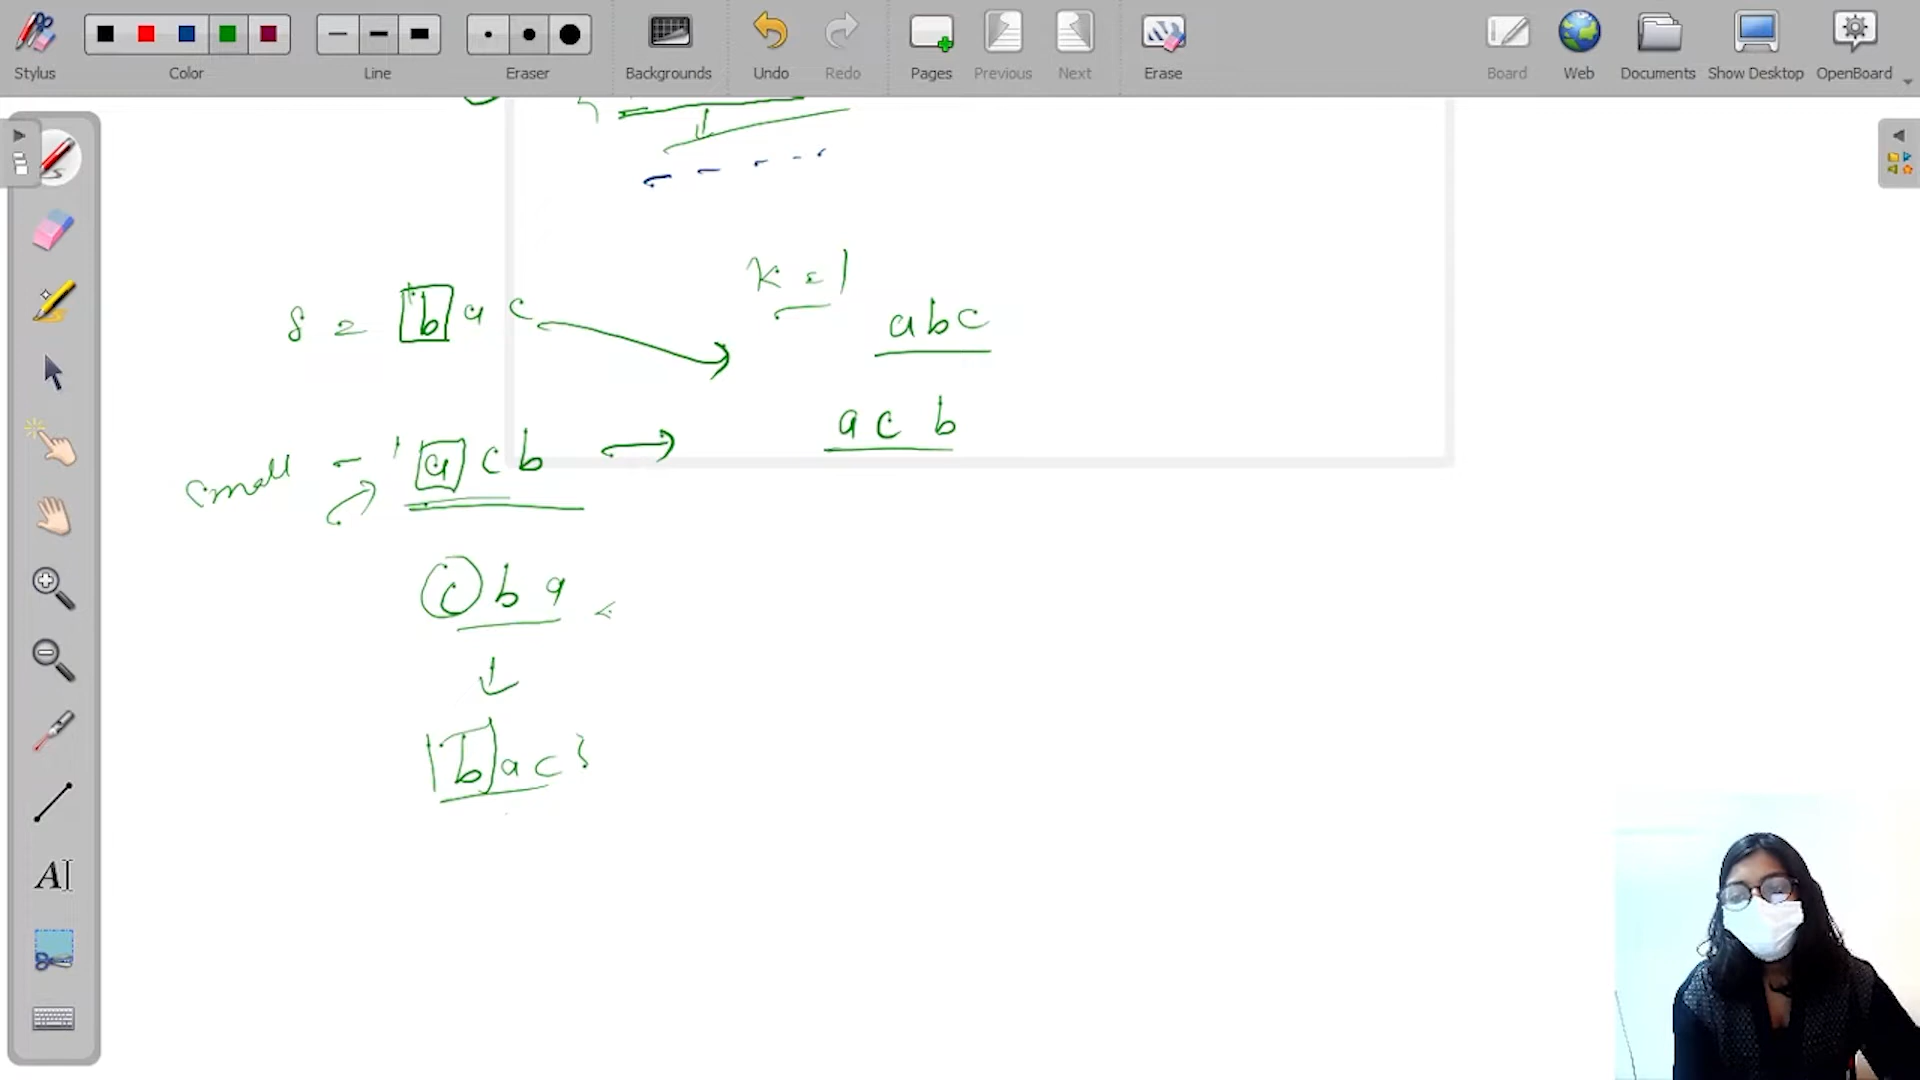 Stylus
Color
Line
Eraser
Backgrounds
Undo
Redo
Pages
Previous
Next
Erase
Board
Web
Documents
Show Desktop
OpenBoard
K = 1
s = b a c
abc
a c b
small - a c b
c b a
b a c